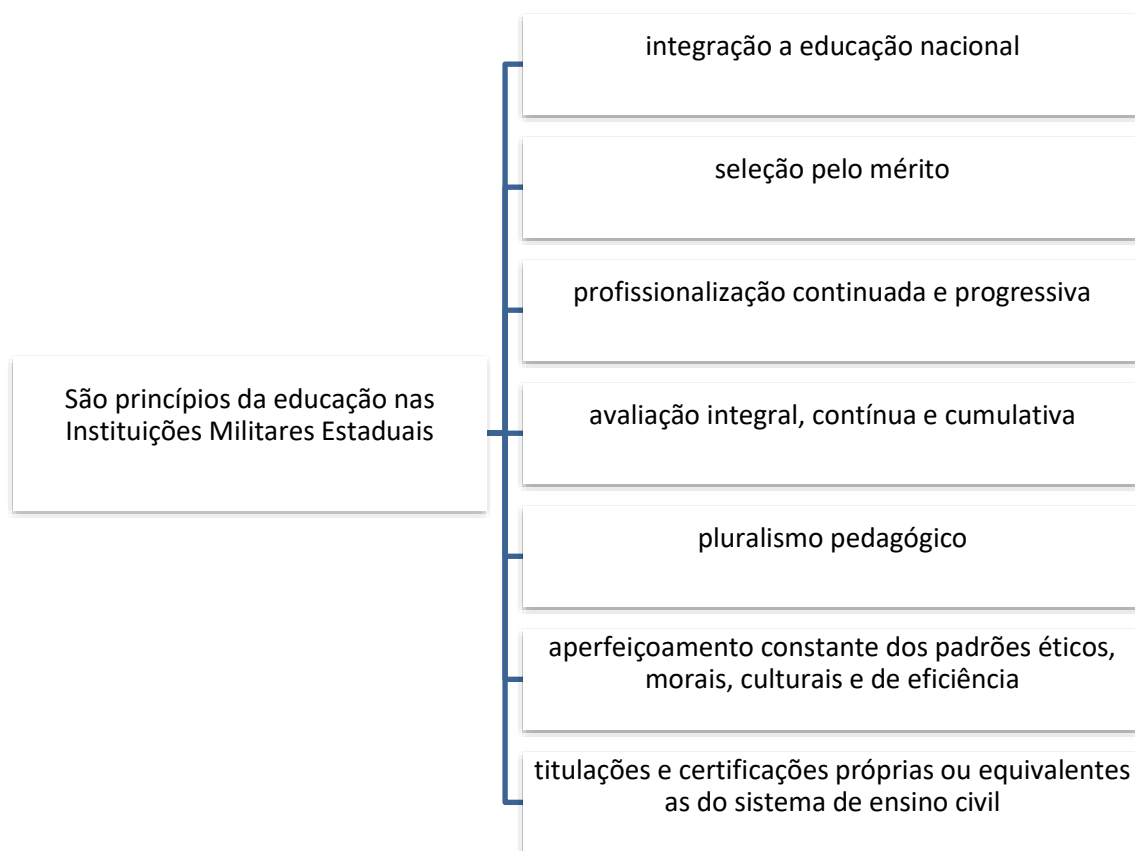 integração a educação nacional
seleção pelo mérito
profissionalização continuada e progressiva
São princípios da educação nas
Instituições Militares Estaduais
avaliação integral, contínua e cumulativa
pluralismo pedagógico
aperfeiçoamento constante dos padrões éticos,
morais, culturais e de eficiência
titulações e certificações próprias ou equivalentes
as do sistema de ensino civil